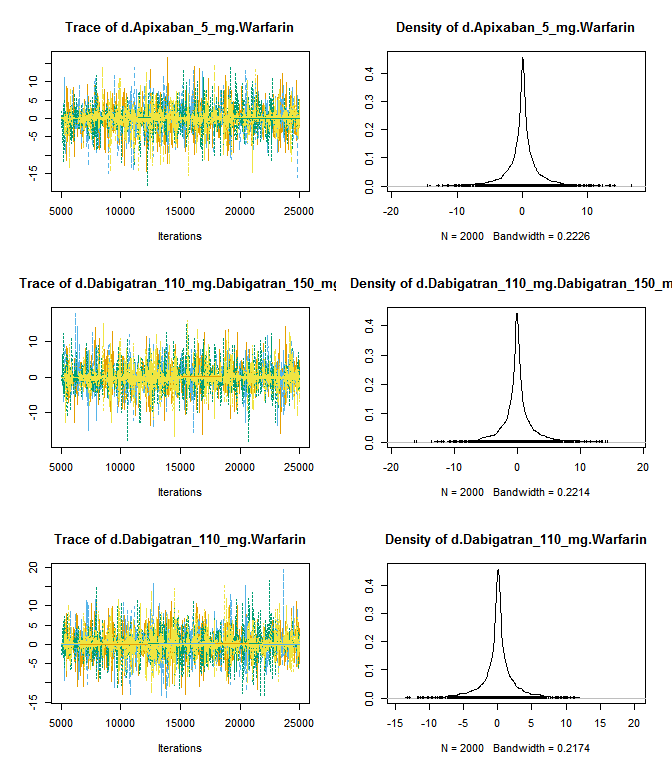 Trace of d.Apixaban_5_mg.Warfarin
10
5
0
-5
-15
5000 10000 15000 20000 25000
Iterations
Density of d.Apixaban_5_mg.Warfarin
0.4
0.3
0.2
0.1
0.0
-20 -10 0 10
N = 2000 Bandwidth = 0.2226
Trace of d.Dabigatran_110_mg.Dabigatran_150_mg
10
0
-10
5000 10000 15000 20000 25000
Iterations
Density of d.Dabigatran_110_mg.Dabigatran_150_m
0.4
0.3
0.2
0.1
0.0
-20 -10 0 10 20
N = 2000 Bandwidth = 0.2214
Trace of d.Dabigatran_110_mg.Warfarin
20
10
5
0
-5
-15
5000 10000 15000 20000 25000
Iterations
Density of d.Dabigatran_110_mg.Warfarin
0.4
0.3
0.2
0.1
0.0
-15 -10 -5 0 5 10 15 20
N = 2000 Bandwidth = 0.2174